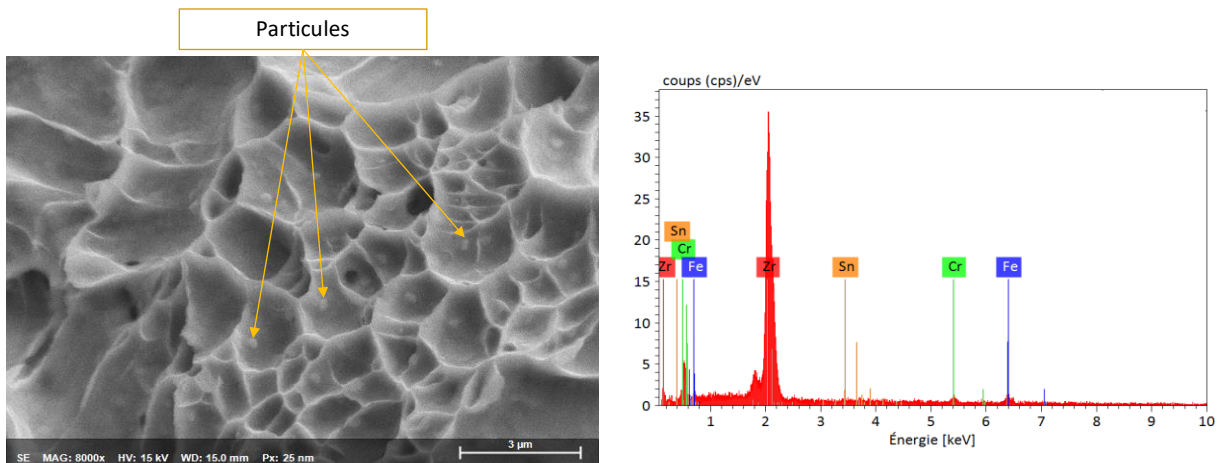 Particules
SE MAG: 8000x HV: 15 kV WD: 15.0 mm Px: 25 nm
3 µm
coups (cps)/eV
35
30
25
20
15
10
5
0
Sn
Cr
Zr Fe Zr Sn Cr Fe
1 2 3 4 5 6 7 8 9 10
Énergie [keV]